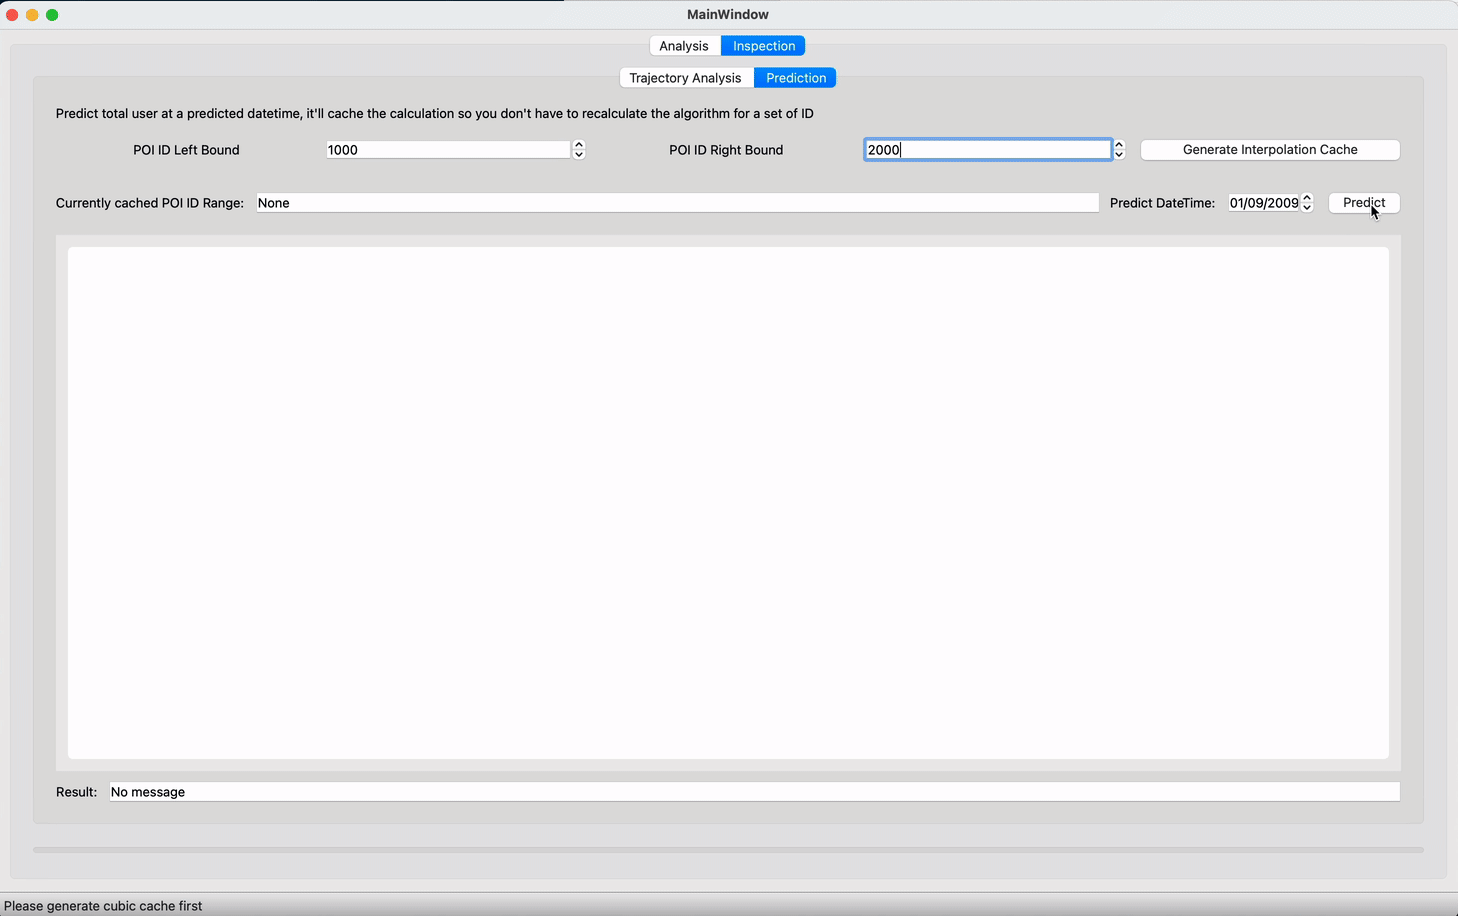 MainWindow
Analysis Inspection
Trajectory Analysis Prediction
Predict total user at a predicted datetime, it'll cache the calculation so you don't have to recalculate the algorithm for a set of ID
POI ID Left Bound 1000 POI ID Right Bound 2000 Generate Interpolation Cache
Currently cached POI ID Range: None Predict DateTime: 01/09/2009 Predict
Result: No message
Please generate cubic cache first